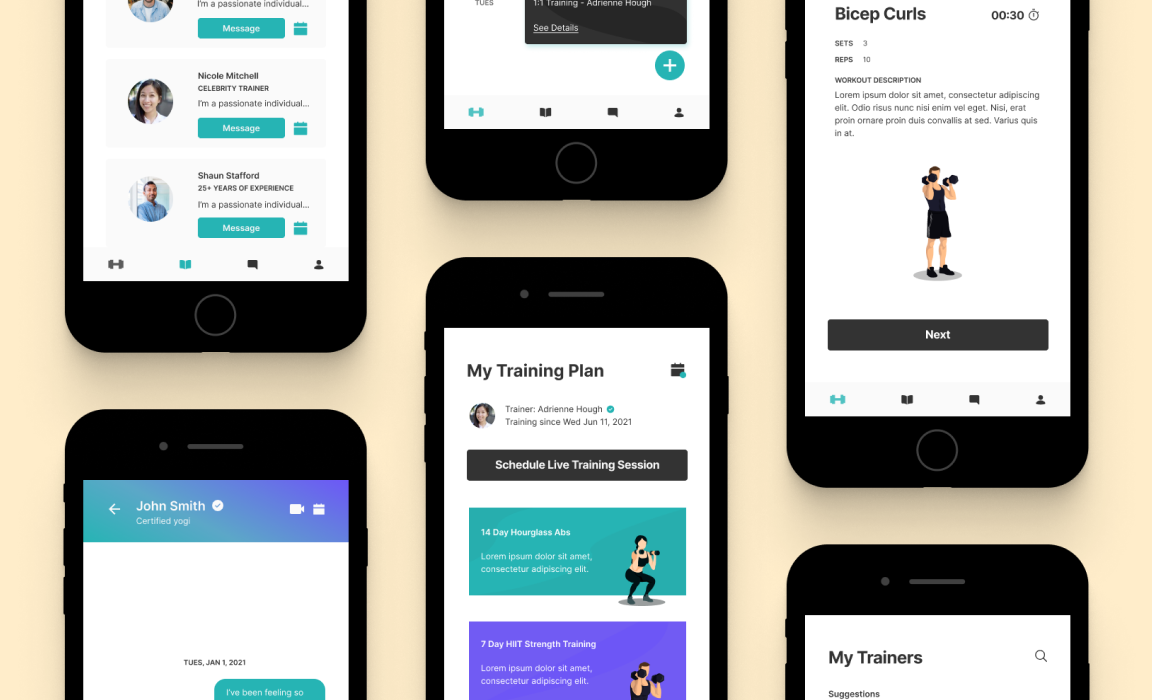 I'm a passionate individual...
Message
Nicole Mitchell
CELEBRITY TRAINER
I'm a passionate individual...
Message
Shaun Stafford
25+ YEARS OF EXPERIENCE
I'm a passionate individual...
Message
John Smith
Certified yogi
TUES, JAN 1, 2021
I've been feeling so
TUES
1:1 Training - Adrienne Hough
See Details
My Training Plan
Trainer: Adrienne Hough
Training since Wed Jun 11, 2021
Schedule Live Training Session
14 Day Hourglass Abs
Lorem ipsum dolor sit amet,
consectetur adipiscing elit.
7 Day HIIT Strength Training
Lorem ipsum dolor sit amet,
consectetur adipiscing elit.
Bicep Curls
00:30
SETS 3
REPS 10
WORKOUT DESCRIPTION
Lorem ipsum dolor sit amet, consectetur adipiscing
elit. Odio risus nunc nisi enim vel eget. Nisi, erat
proin ornare proin duis convallis at sed. Varius quis
in at.
Next
My Trainers
Suggestions